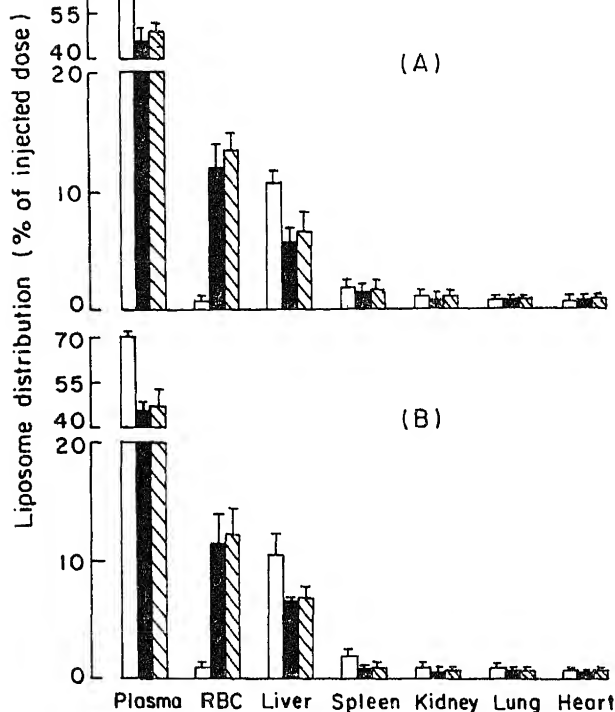 Liposome distribution (% of injected dose)
55
40
20
10
0
(A)
70
55
40
20
10
0
(B)
Plasma RBC Liver Spleen Kidney Lung Heart